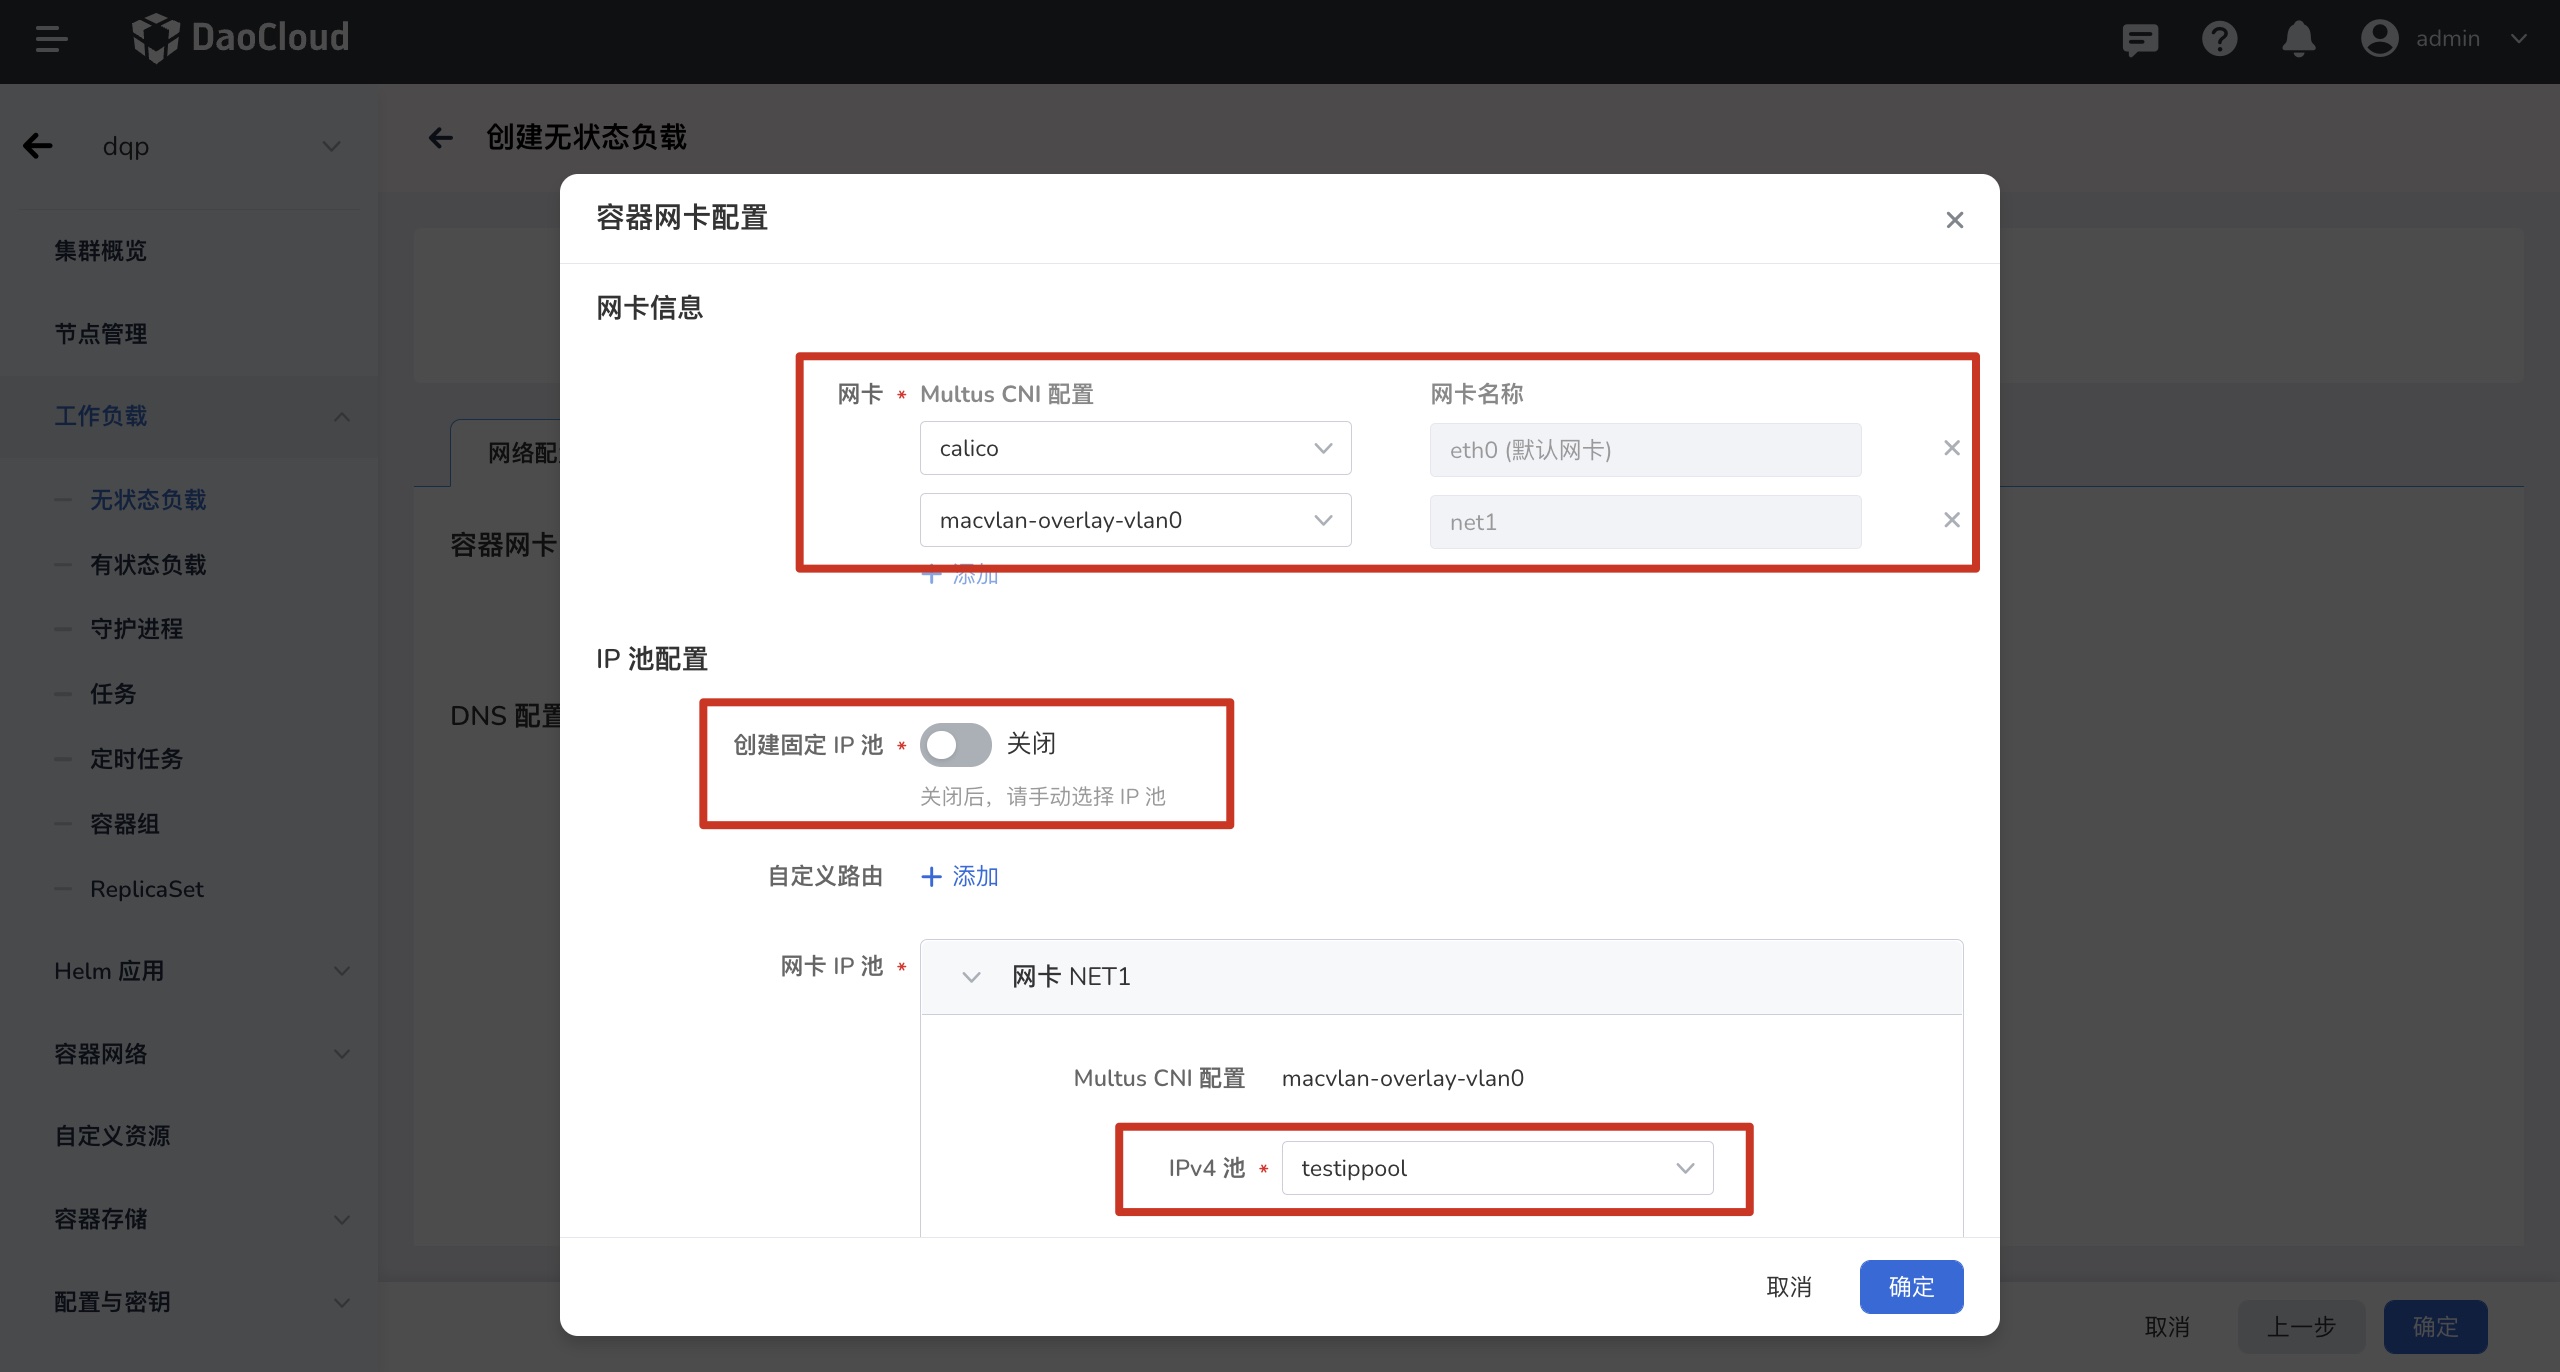 DaoCloud
admin
dqp
创建无状态负载
集群概览
节点管理
工作负载
无状态负载
有状态负载
守护进程
任务
定时任务
容器组
ReplicaSet
Helm 应用
容器网络
自定义资源
容器存储
配置与密钥
网络配
容器网卡
DNS 配置
容器网卡配置
网卡信息
网卡 * Multus CNI 配置 网卡名称
calico eth0 (默认网卡)
macvlan-overlay-vlan0 net1
+ 添加
IP 池配置
创建固定 IP 池 * 关闭
关闭后，请手动选择 IP 池
自定义路由 + 添加
网卡 IP 池 * 网卡 NET1
Multus CNI 配置 macvlan-overlay-vlan0
IPv4 池 * testippool
取消 确定
取消 上一步 确定